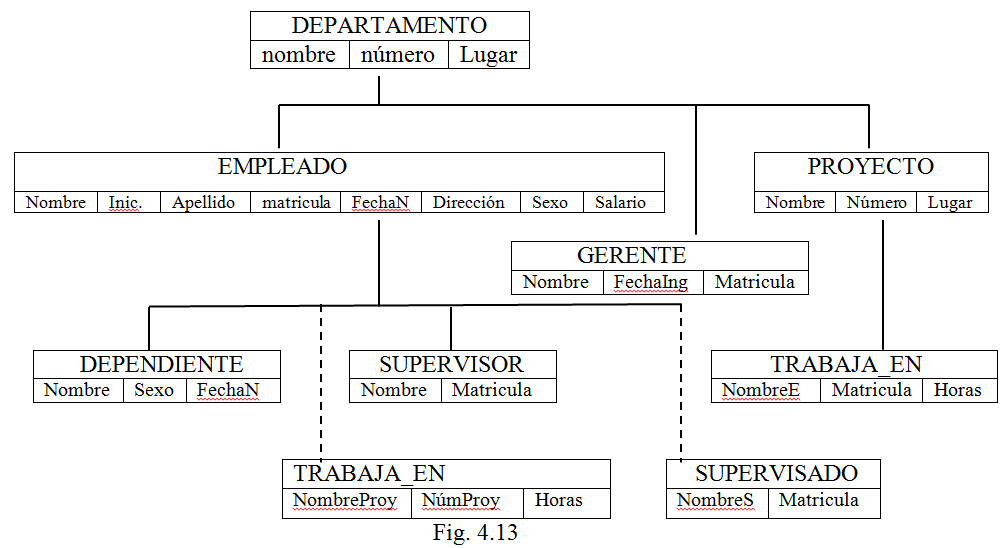 DEPARTAMENTO
nombre número Lugar
EMPLEADO
Nombre Inic. Apellido matricula FechaN Dirección Sexo Salario
PROYECTO
Nombre Número Lugar
GERENTE
Nombre FechaIng Matricula
DEPENDIENTE
Nombre Sexo FechaN
SUPERVISOR
Nombre Matricula
TRABAJA_EN
NombreE Matricula Horas
TRABAJA_EN
NombreProy NúmProy Horas
SUPERVISADO
NombreS Matricula
Fig. 4.13